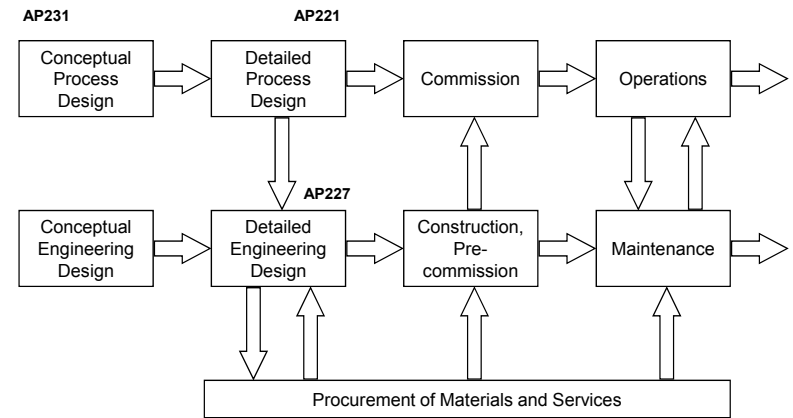 AP231
AP221
Conceptual
Process
Design
Detailed
Process
Design
Commission
Operations
AP227
Conceptual
Engineering
Design
Detailed
Engineering
Design
Construction,
Pre-
commission
Maintenance
Procurement of Materials and Services